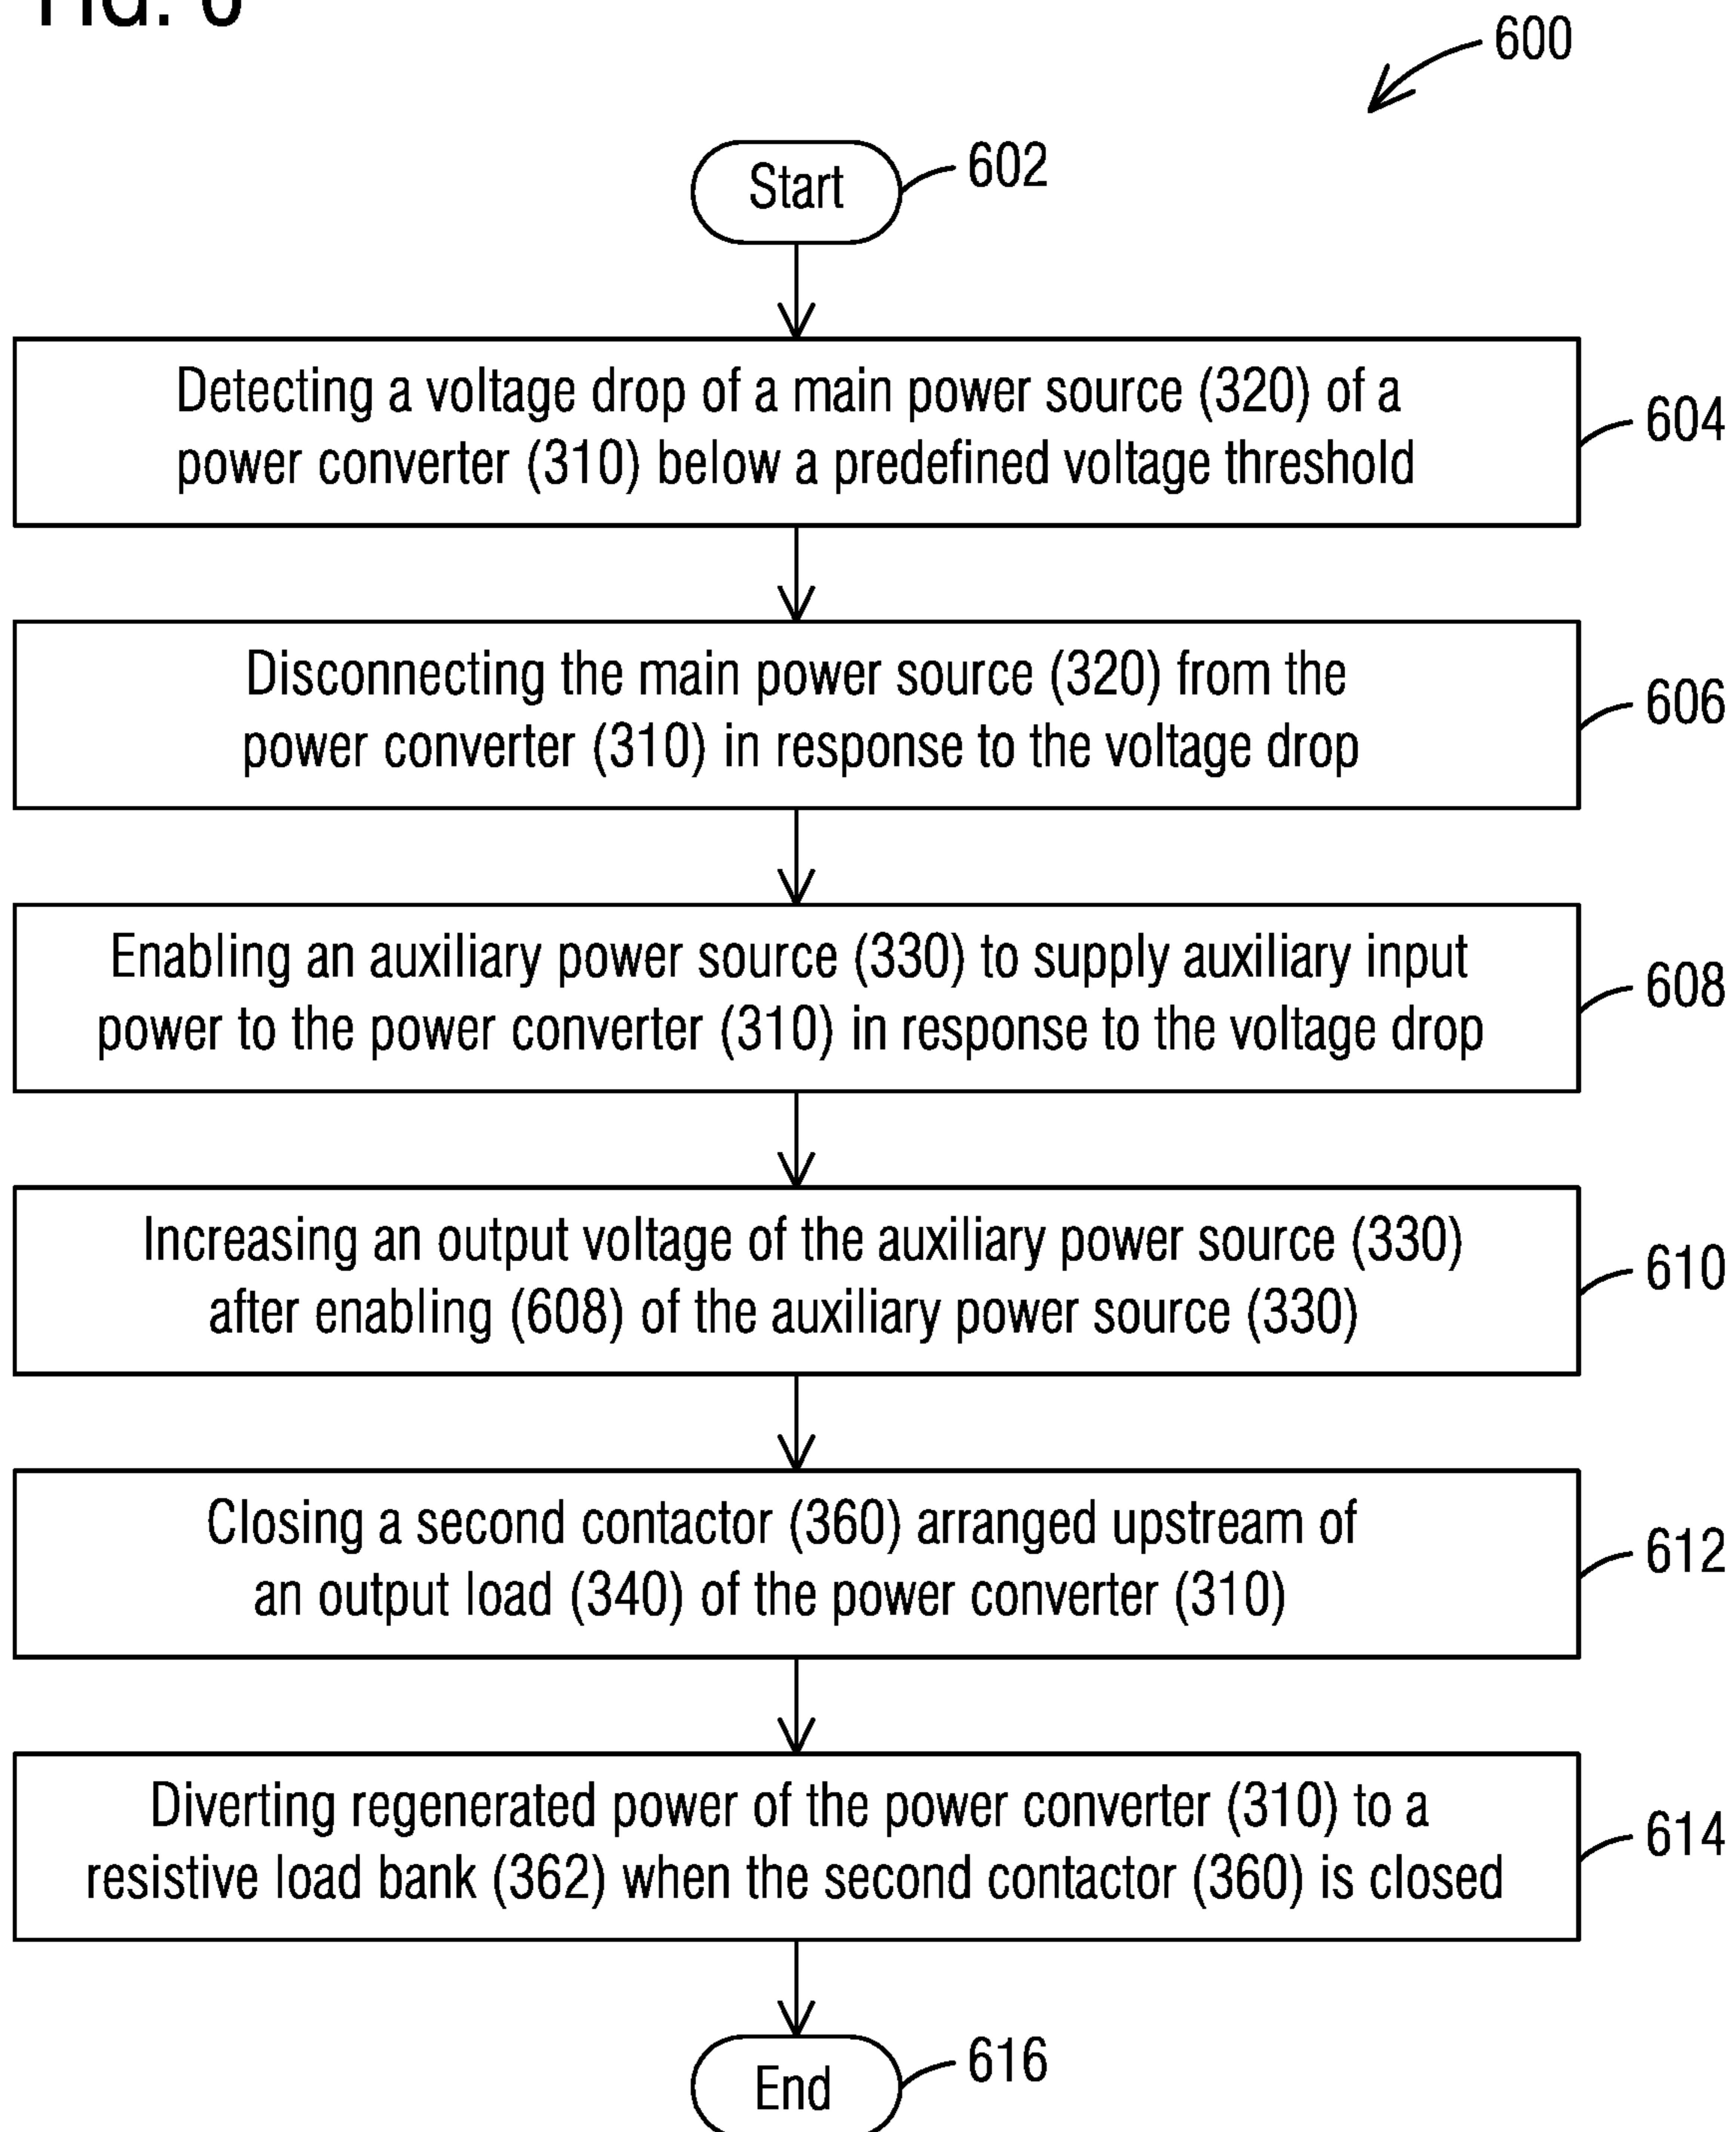 FIG. 6
600
Start
602
Detecting a voltage drop of a main power source (320) of a
power converter (310) below a predefined voltage threshold
604
Disconnecting the main power source (320) from the
power converter (310) in response to the voltage drop
606
Enabling an auxiliary power source (330) to supply auxiliary input
power to the power converter (310) in response to the voltage drop
608
Increasing an output voltage of the auxiliary power source (330)
after enabling (608) of the auxiliary power source (330)
610
Closing a second contactor (360) arranged upstream of
an output load (340) of the power converter (310)
612
Diverting regenerated power of the power converter (310) to a
resistive load bank (362) when the second contactor (360) is closed
614
End
616